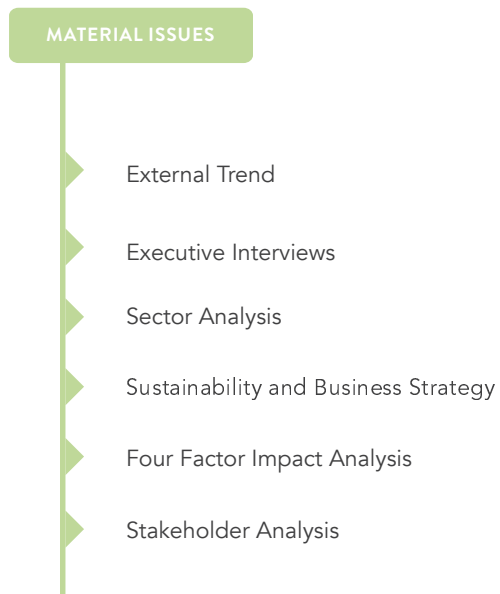 MATERIAL ISSUES
External Trend
Executive Interviews
Sector Analysis
Sustainability and Business Strategy
Four Factor Impact Analysis
Stakeholder Analysis